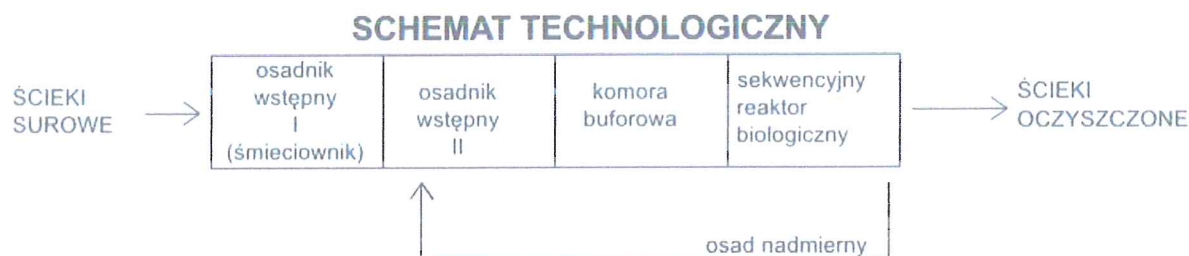 SCHEMAT TECHNOLOGICZNY
ŚCIEKI
SUROWE
osadnik
wstępny
I
(śmieciownik)
osadnik
wstępny
II
komora
buforowa
sekwencyjny
reaktor
biologiczny
ŚCIEKI
OCZYSZCZONE
osad nadmierny